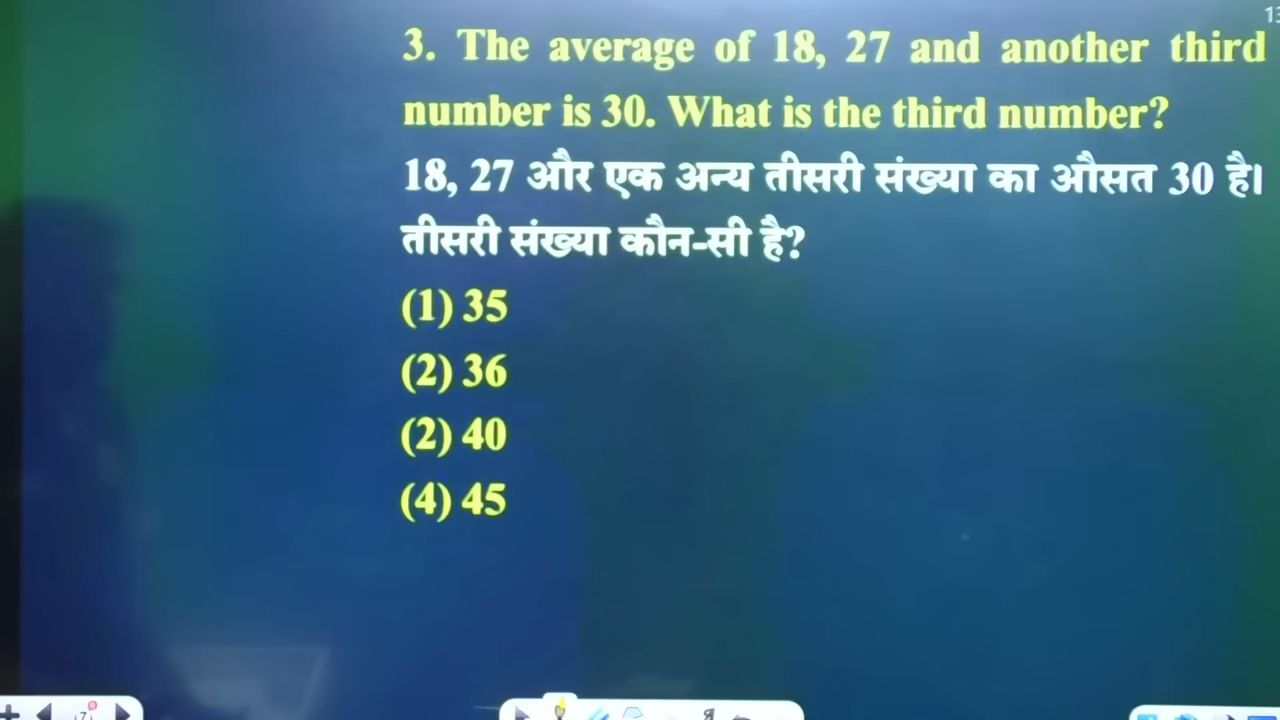 3. The average of 18, 27 and another third
number is 30. What is the third number?
18, 27 और एक अन्य तीसरी संख्या का औसत 30 है।
तीसरी संख्या कौन-सी है?
(1) 35
(2) 36
(2) 40
(4) 45